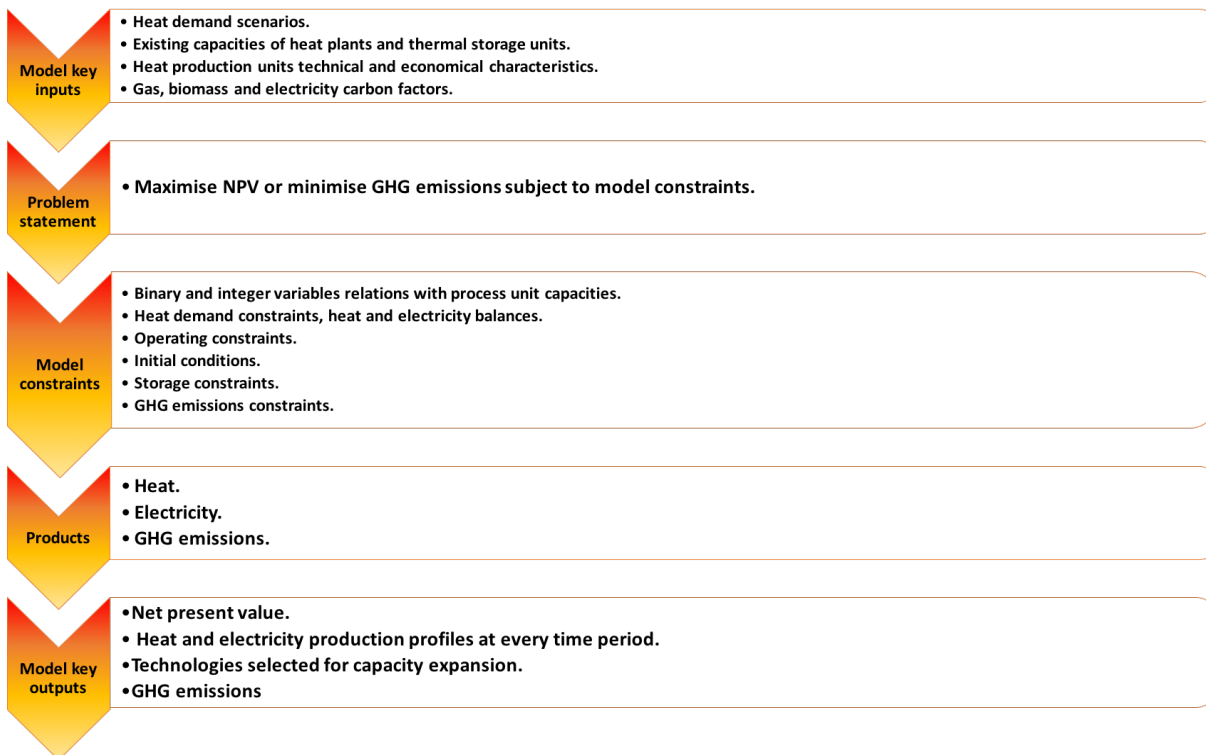 Model key
inputs
• Heat demand scenarios.
• Existing capacities of heat plants and thermal storage units.
• Heat production units technical and economical characteristics.
• Gas, biomass and electricity carbon factors.
Problem
statement
• Maximise NPV or minimise GHG emissions subject to model constraints.
Model
constraints
• Binary and integer variables relations with process unit capacities.
• Heat demand constraints, heat and electricity balances.
• Operating constraints.
• Initial conditions.
• Storage constraints.
• GHG emissions constraints.
Products
• Heat.
• Electricity.
• GHG emissions.
Model key
outputs
•Net present value.
• Heat and electricity production profiles at every time period.
•Technologies selected for capacity expansion.
•GHG emissions